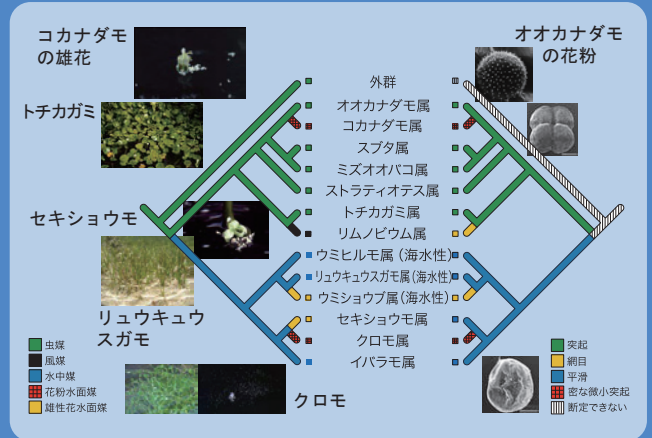 コカナダモ
の雄花
オオカナダモ
の花粉
トチカガミ
外群
オオカナダモ属
コカナダモ属
スブタ属
ミズオオバコ属
ストラティオテス属
トチカガミ属
リムノビウム属
ウミヒルモ属(海水性)
リュウキュウスガモ属(海水性)
ウミショウブ属(海水性)
セキショウモ属
クロモ属
イバラモ属
セキショウモ
リュウキュウ
スガモ
クロモ
虫媒
風媒
水中媒
花粉水面媒
雄性花水面媒
突起
網目
平滑
密な微小突起
断定できない